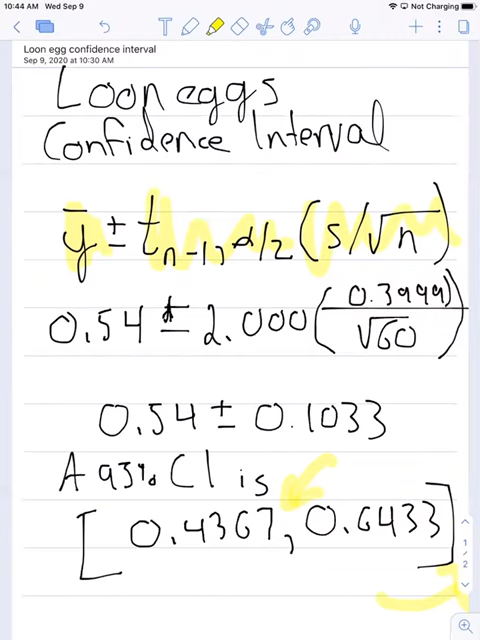 10:44 AM Wed Sep 9
Not Charging
Loon egg confidence interval
Sep 9, 2020 at 10:30 AM
Loon eggs
Confidence Interval
ȳ ± t n-1, α/2 (s/√n)
0.54 ± 2.000 (0.3999/√60)
0.54 ± 0.1033
A 95% CI is
[0.4367, 0.6433]
1/2